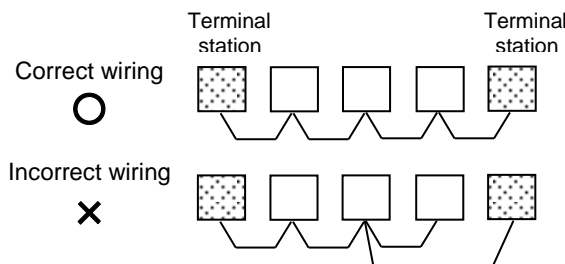 Terminal
station
Terminal
station
Correct wiring
Incorrect wiring